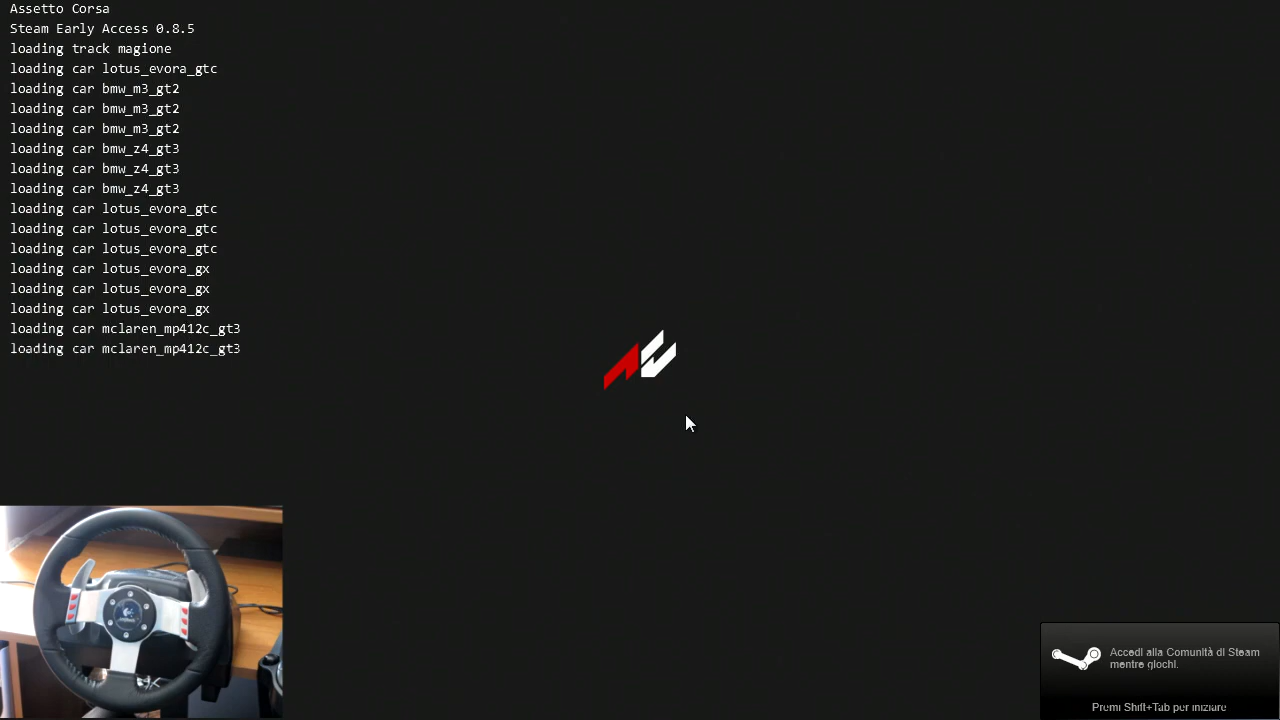 Assetto Corsa
Steam Early Access 0.8.5
loading track magione
loading car lotus_evora_gtc
loading car bmw_m3_gt2
loading car bmw_m3_gt2
loading car bmw_m3_gt2
loading car bmw_z4_gt3
loading car bmw_z4_gt3
loading car bmw_z4_gt3
loading car lotus_evora_gtc
loading car lotus_evora_gtc
loading car lotus_evora_gtc
loading car lotus_evora_gx
loading car lotus_evora_gx
loading car lotus_evora_gx
loading car mclaren_mp412c_gt3
loading car mclaren_mp412c_gt3
Accedi alla Comunità di Steam
mentre giochi.
Premi Shift+Tab per iniziare